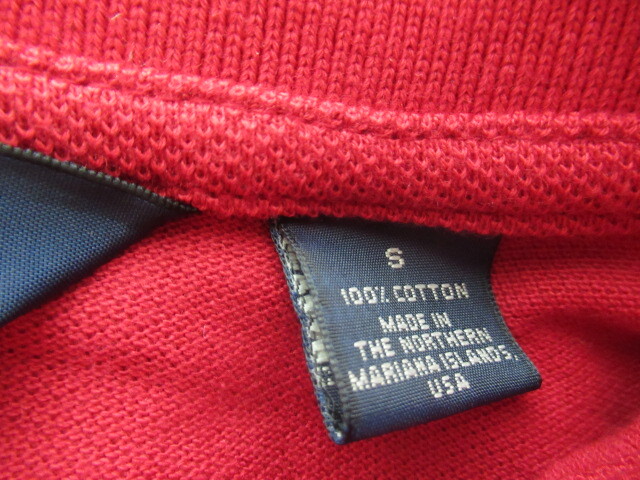 S
100% COTTON
MADE IN
THE NORTHERN
MARIANA ISLANDS,
USA